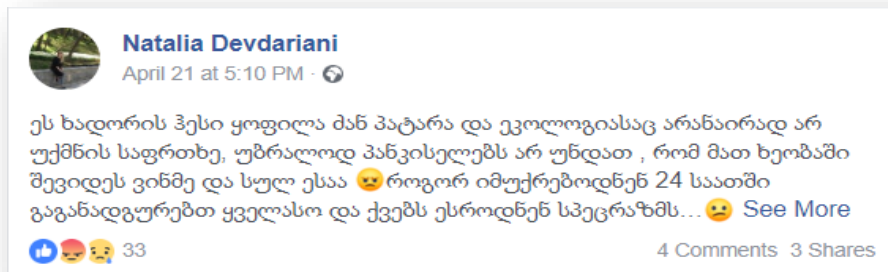 Natalia Devdariani
April 21 at 5:10 PM ·
ეს ხადორის ჰესი ყოფილა ძან პატარა და ეკოლოგიასაც არანაირად არ
უქმნის საფრთხე, უბრალოდ პანკისელებს არ უნდათ , რომ მათ ხეობაში
შევიდეს ვინმე და სულ ესაა 😡როგორ იმუქრებოდნენ 24 საათში
გაგანადგურებთ ყველასო და ქვებს ესროდნენ სპეცრაზმს...😕 See More
33
4 Comments 3 Shares